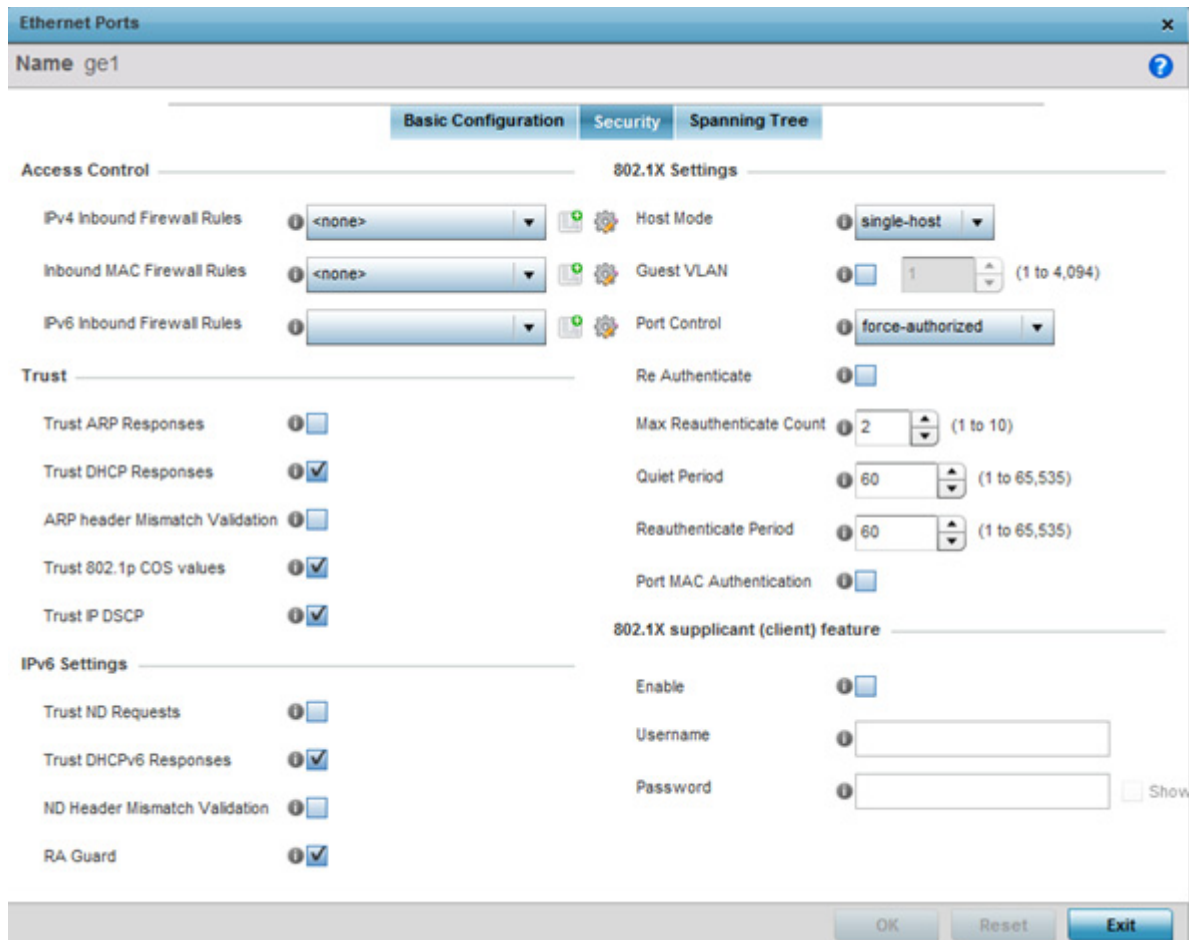 Ethernet Ports
Name ge1
Basic Configuration
Security
Spanning Tree
Access Control
IPv4 Inbound Firewall Rules <none>
Inbound MAC Firewall Rules <none>
IPv6 Inbound Firewall Rules
Trust
Trust ARP Responses
Trust DHCP Responses
ARP header Mismatch Validation
Trust 802.1p COS values
Trust IP DSCP
IPv6 Settings
Trust ND Requests
Trust DHCPv6 Responses
ND Header Mismatch Validation
RA Guard
802.1X Settings
Host Mode single-host
Guest VLAN 1 (1 to 4,094)
Port Control force-authorized
Re Authenticate
Max Reauthenticate Count 2 (1 to 10)
Quiet Period 60 (1 to 65,535)
Reauthenticate Period 60 (1 to 65,535)
Port MAC Authentication
802.1X supplicant (client) feature
Enable
Username
Password Show
OK
Reset
Exit